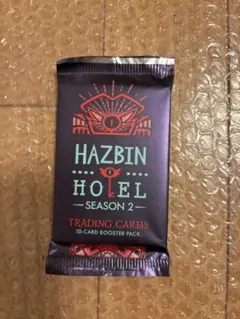 HAZBIN
HOTEL
SEASON 2
TRADING CARDS
10-CARD BOOSTER PACK